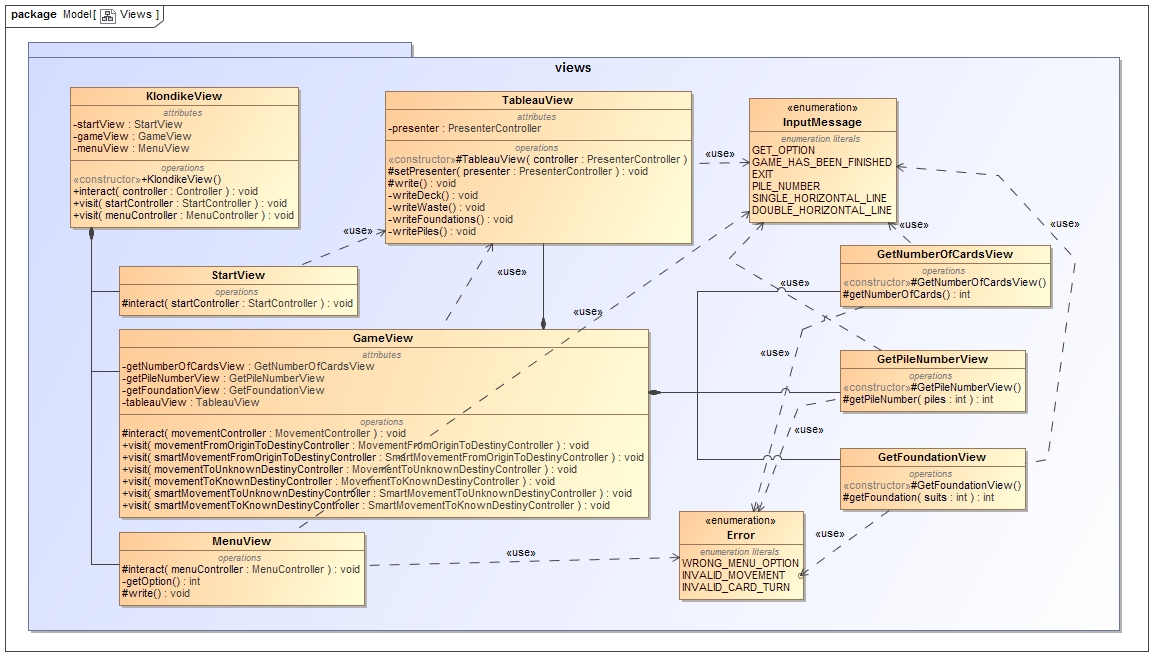 package Model[ Views ]
views
KlondikeView
attributes
-startView : StartView
-gameView : GameView
-menuView : MenuView
operations
«constructor»+KlondikeView()
+interact( controller : Controller ) : void
+visit( startController : StartController ) : void
+visit( menuController : MenuController ) : void
TableauView
attributes
-presenter : PresenterController
operations
«constructor»#TableauView( controller : PresenterController )
#setPresenter( presenter : PresenterController ) : void
#write() : void
-writeDeck() : void
-writeWaste() : void
-writeFoundations() : void
-writePiles() : void
«use»
«enumeration»
InputMessage
enumeration literals
GET_OPTION
GAME_HAS_BEEN_FINISHED
EXIT
PILE_NUMBER
SINGLE_HORIZONTAL_LINE
DOUBLE_HORIZONTAL_LINE
«use»
«use»
«use»
StartView
operations
#interact( startController : StartController ) : void
«use»
«use»
«use»
GetNumberOfCardsView
operations
«constructor»#GetNumberOfCardsView()
#getNumberOfCards() : int
GameView
attributes
-getNumberOfCardsView : GetNumberOfCardsView
-getPileNumberView : GetPileNumberView
-getFoundationView : GetFoundationView
-tableauView : TableauView
operations
#interact( movementController : MovementController ) : void
+visit( movementFromOriginToDestinyController : MovementFromOriginToDestinyController ) : void
+visit( smartMovementFromOriginToDestinyController : SmartMovementFromOriginToDestinyController ) : void
+visit( movementToUnknownDestinyController : MovementToUnknownDestinyController ) : void
+visit( movementToKnownDestinyController : MovementToKnownDestinyController ) : void
+visit( smartMovementToUnknownDestinyController : SmartMovementToUnknownDestinyController ) : void
+visit( smartMovementToKnownDestinyController : SmartMovementToKnownDestinyController ) : void
«use»
GetPileNumberView
operations
«constructor»#GetPileNumberView()
#getPileNumber( piles : int ) : int
«use»
GetFoundationView
operations
«constructor»#GetFoundationView()
#getFoundation( suits : int ) : int
MenuView
operations
#interact( menuController : MenuController ) : void
-getOption() : int
#write() : void
«use»
«enumeration»
Error
enumeration literals
WRONG_MENU_OPTION
INVALID_MOVEMENT
INVALID_CARD_TURN
«use»